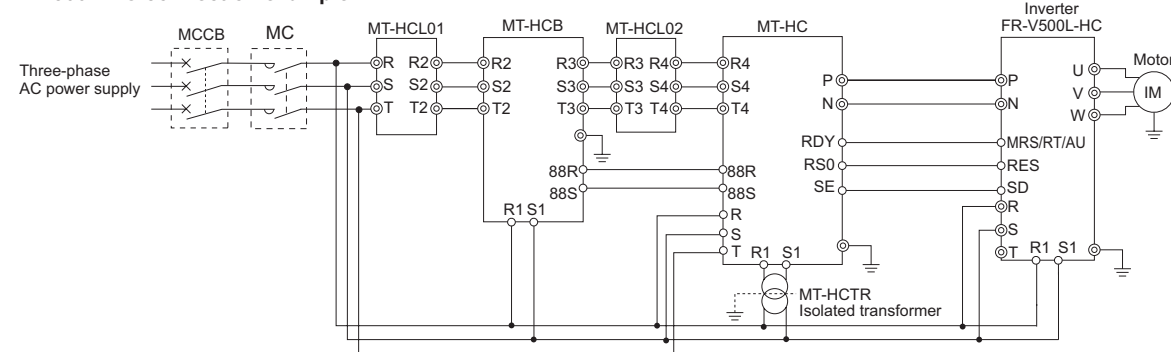 Inverter
FR-V500L-HC
MCCB
MC
MT-HCL01
MT-HCB
MT-HCL02
MT-HC
Three-phase
AC power supply
Motor
R R2 R2 R3 R3 R4 R4
S S2 S2 S3 S3 S4 S4
T T2 T2 T3 T3 T4 T4
P P
N N
U
V
W
IM
RDY MRS/RT/AU
RS0 RES
SE SD
88R 88R
88S 88S
R1 S1
R
S
T
R1 S1
R
S
T
R1 S1
MT-HCTR
Isolated transformer